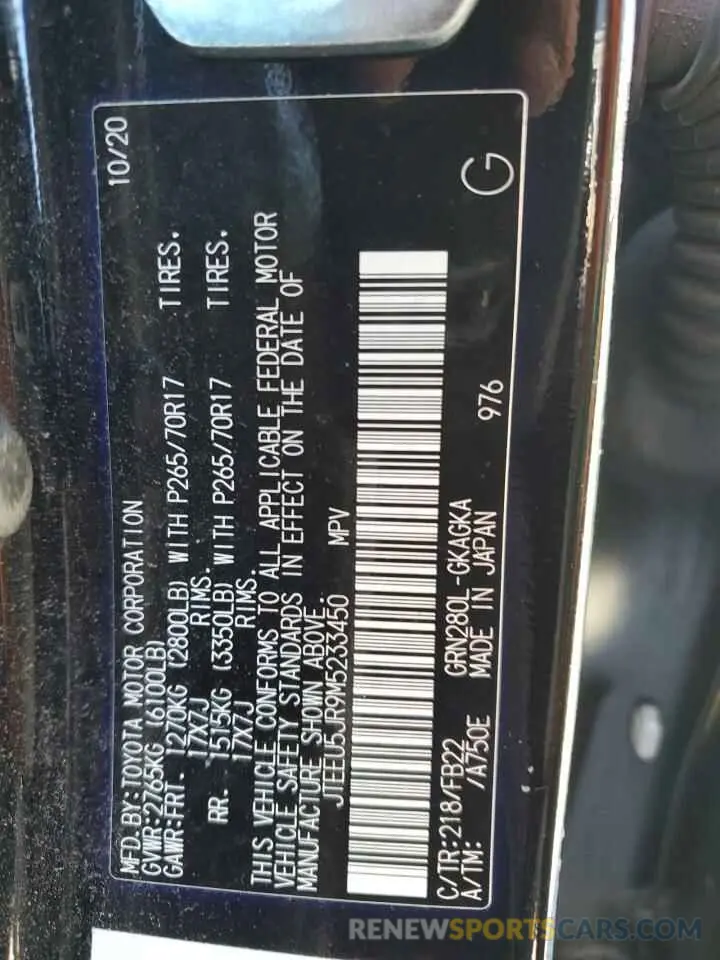 MFD.BY:TOYOTA MOTOR CORPORATION 10/20
GVWR:2765KG (6100LB)
GAWR:FRT. 1270KG (2800LB) WITH P265/70R17 TIRES.
17X7J RIMS.
RR. 1515KG (3350LB) WITH P265/70R17 TIRES.
17X7J RIMS.
THIS VEHICLE CONFORMS TO ALL APPLICABLE FEDERAL MOTOR
VEHICLE SAFETY STANDARDS IN EFFECT ON THE DATE OF
MANUFACTURE SHOWN ABOVE.
JTEEU5JR9M5233450 MPV
C/TR:218/FB22 GRN280L-GKAGKA 976 G
A/TM: /A750E MADE IN JAPAN
RENEWSPORTSCARS.COM